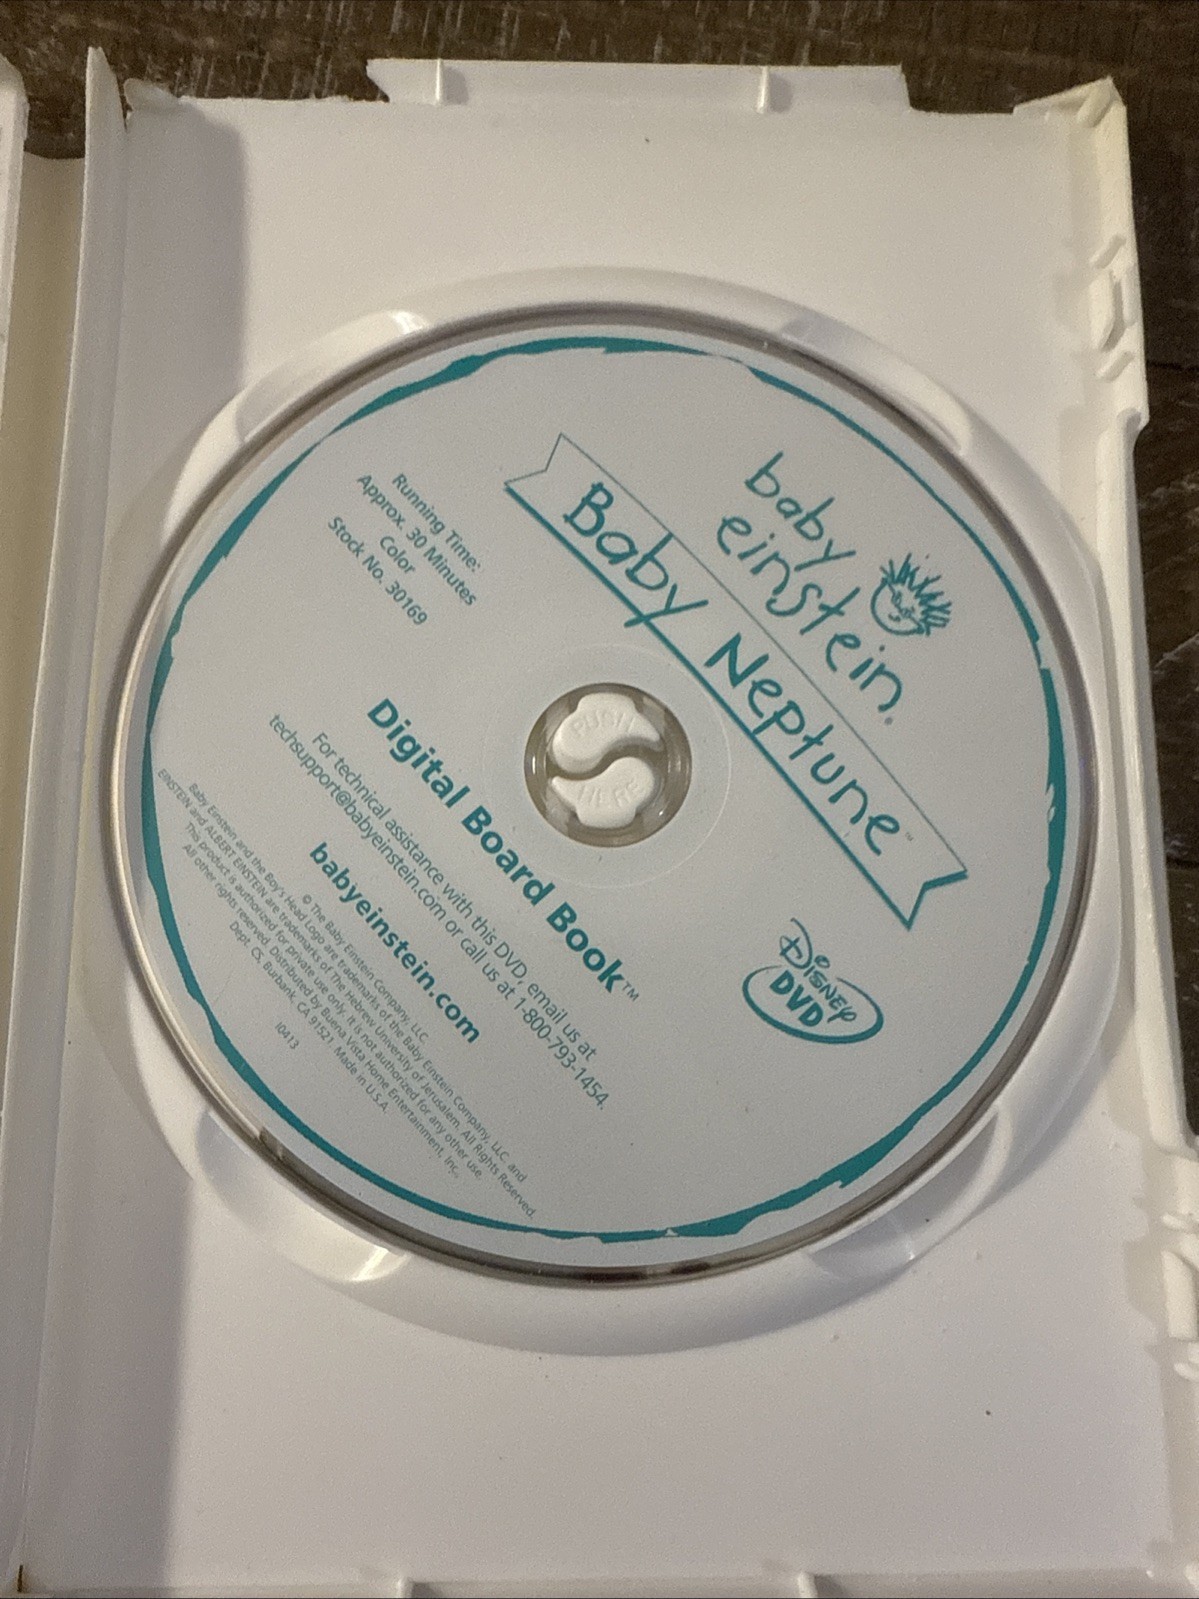 baby
einstein.
Baby Neptune™
Running Time:
Approx. 30 Minutes
Color
Stock No. 30169
PUSH
HERE
DISNEY
DVD
Digital Board Book™
For technical assistance with this DVD, email us at
techsupport@babyeinstein.com or call us at 1-800-793-1454.
babyeinstein.com
© The Baby Einstein Company, LLC.
Baby Einstein and the Boy's Head Logo are trademarks of the Baby Einstein Company, LLC. and
EINSTEIN and ALBERT EINSTEIN are trademarks of The Hebrew University of Jerusalem. All Rights Reserved.
This product is authorized for private use only. It is not authorized for any other use.
All other rights reserved. Distributed by Buena Vista Home Entertainment, Inc.,
Dept. CS, Burbank, CA 91521. Made in U.S.A.
I0413